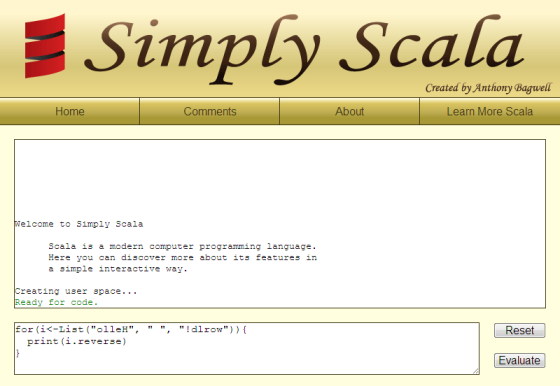 Simply Scala
Created by Anthony Bagwell
Home Comments About Learn More Scala
Welcome to Simply Scala
Scala is a modern computer programming language.
Here you can discover more about its features in
a simple interactive way.
Creating user space...
Ready for code.
for(i<-List("olleH", " ", "!dlrow")){
  print(i.reverse)
}
Reset
Evaluate